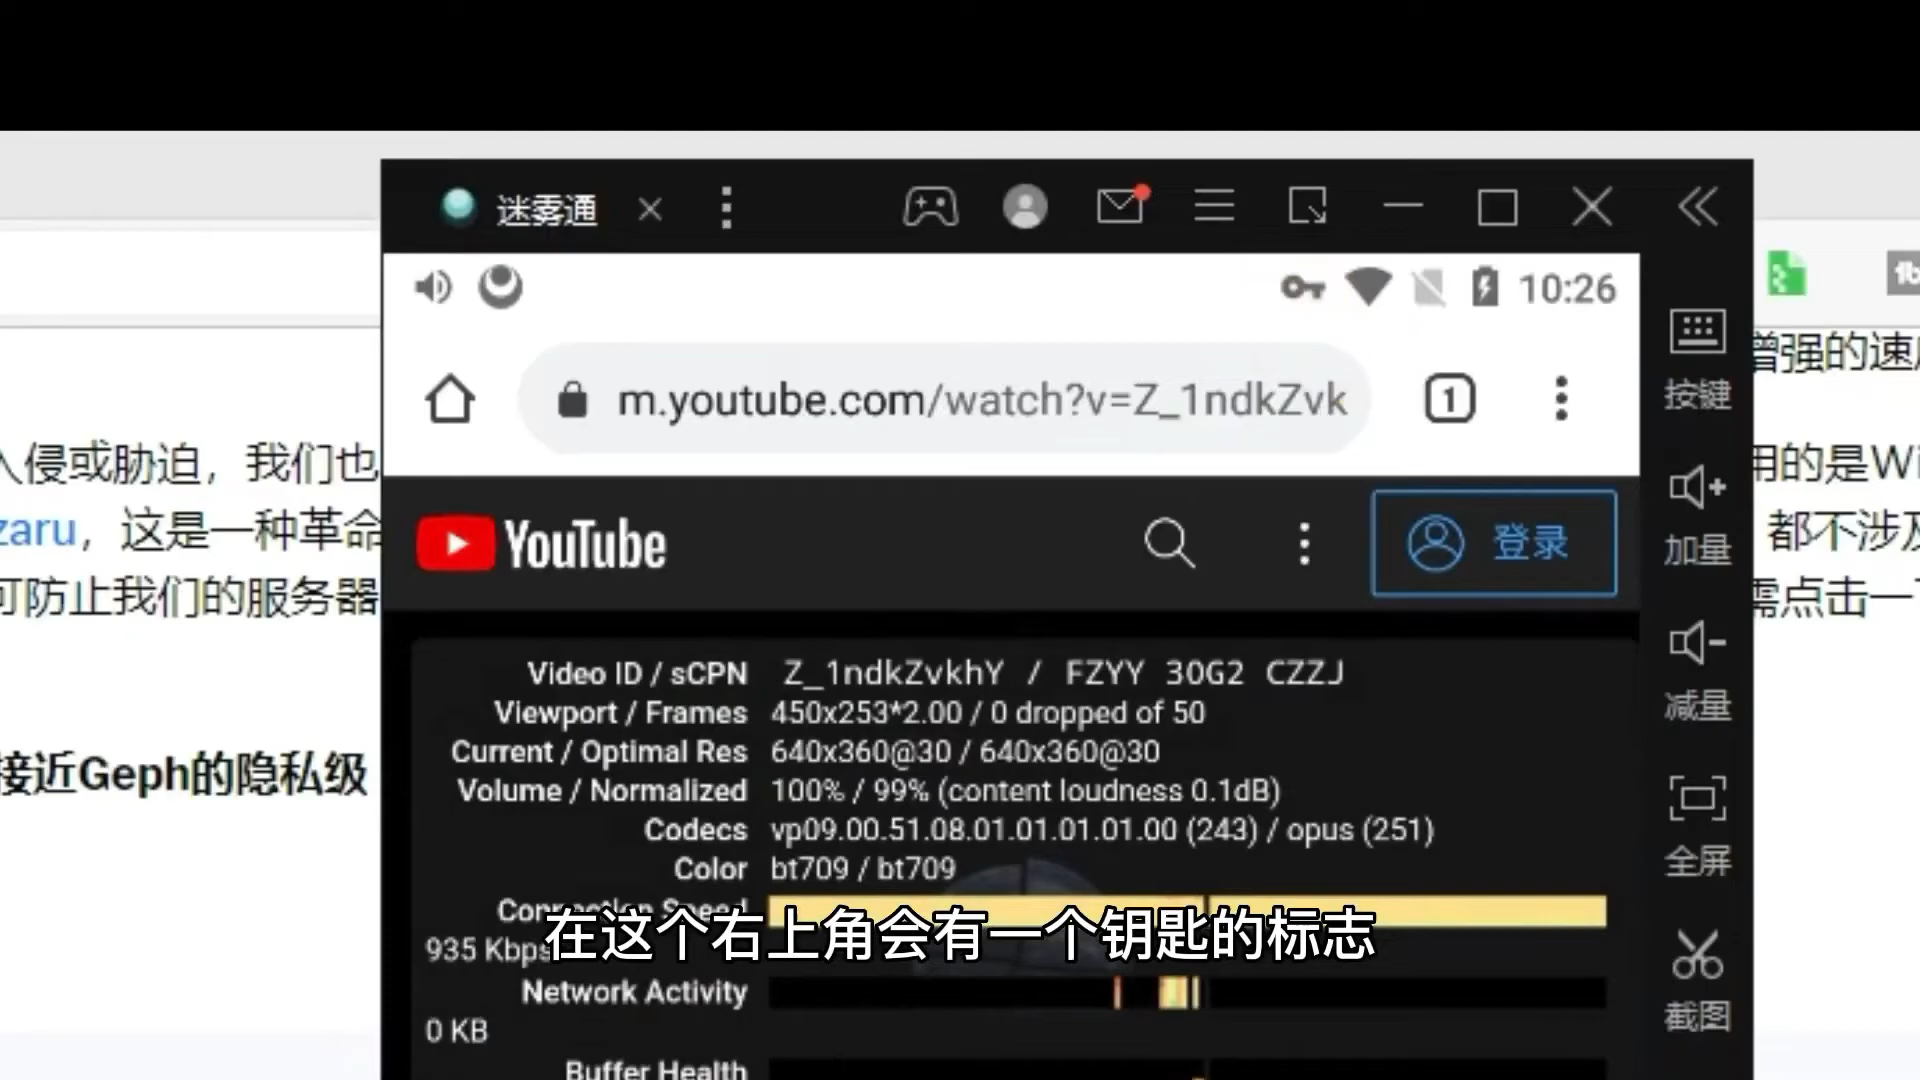 迷雾通
10:26
m.youtube.com/watch?v=Z_1ndkZvk
1
YouTube
登录
按键
加量
减量
全屏
截图
增强的速
入侵或胁迫，我们也
用的是Wi
zaru，这是一种革命
都不涉及
可防止我们的服务器
需点击一
接近Geph的隐私级
Video ID / sCPN Z_1ndkZvkhY / FZYY 30G2 CZZJ
Viewport / Frames 450x253*2.00 / 0 dropped of 50
Current / Optimal Res 640x360@30 / 640x360@30
Volume / Normalized 100% / 99% (content loudness 0.1dB)
Codecs vp09.00.51.08.01.01.01.01.00 (243) / opus (251)
Color bt709 / bt709
Connection Speed
935 Kbps
在这个右上角会有一个钥匙的标志
Network Activity
0 KB
Buffer Health